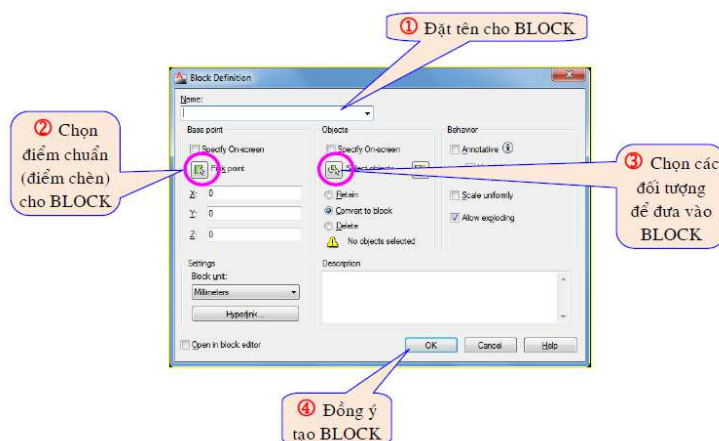 ① Đặt tên cho BLOCK
Block Definition
Name:
② Chọn
điểm chuẩn
(điểm chèn)
cho BLOCK
Base point
Specify On-screen
Pick point
X: 0
Y: 0
Z: 0
Objects
Specify On-screen
Select objects
Retain
Convert to block
Delete
No objects selected
Behavior
Annotative
Scale uniformly
Allow exploding
③ Chọn các
đối tượng
để đưa vào
BLOCK
Settings
Block unit:
Millimeters
Hyperlink...
Description
Open in block editor
OK
Cancel
Help
④ Đồng ý
tạo BLOCK